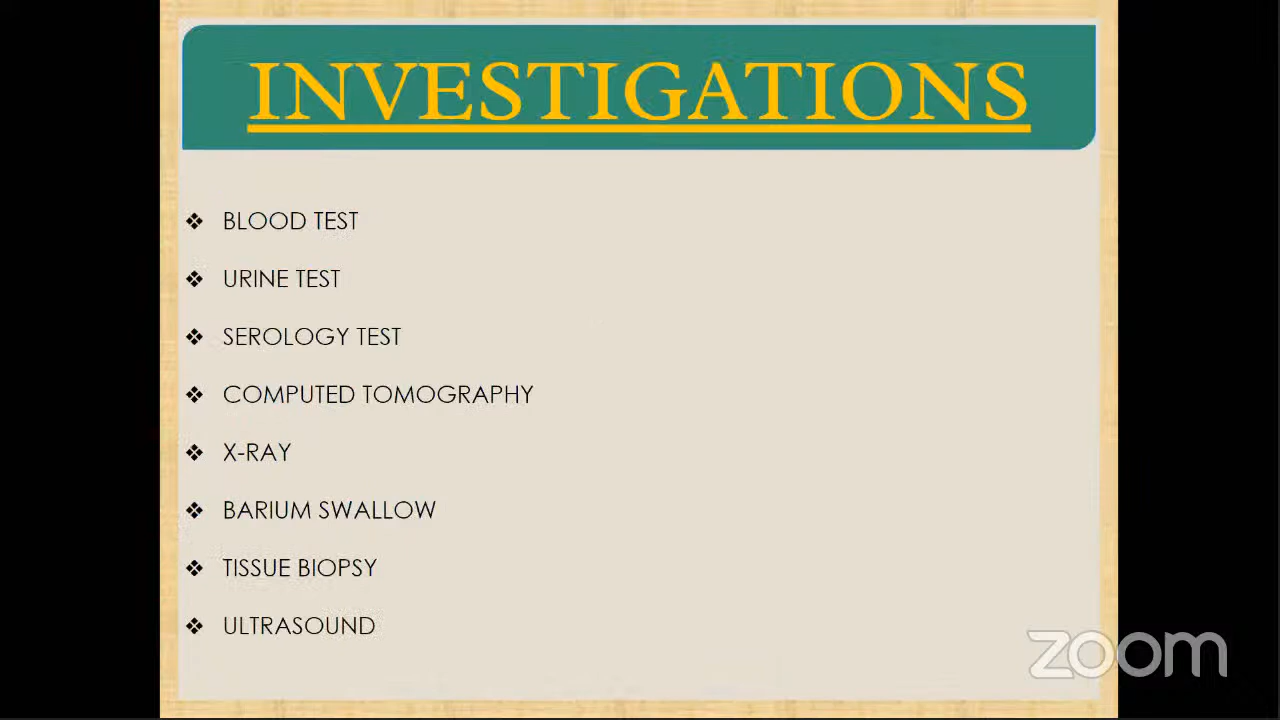 INVESTIGATIONS
❖ BLOOD TEST
❖ URINE TEST
❖ SEROLOGY TEST
❖ COMPUTED TOMOGRAPHY
❖ X-RAY
❖ BARIUM SWALLOW
❖ TISSUE BIOPSY
❖ ULTRASOUND
zoom